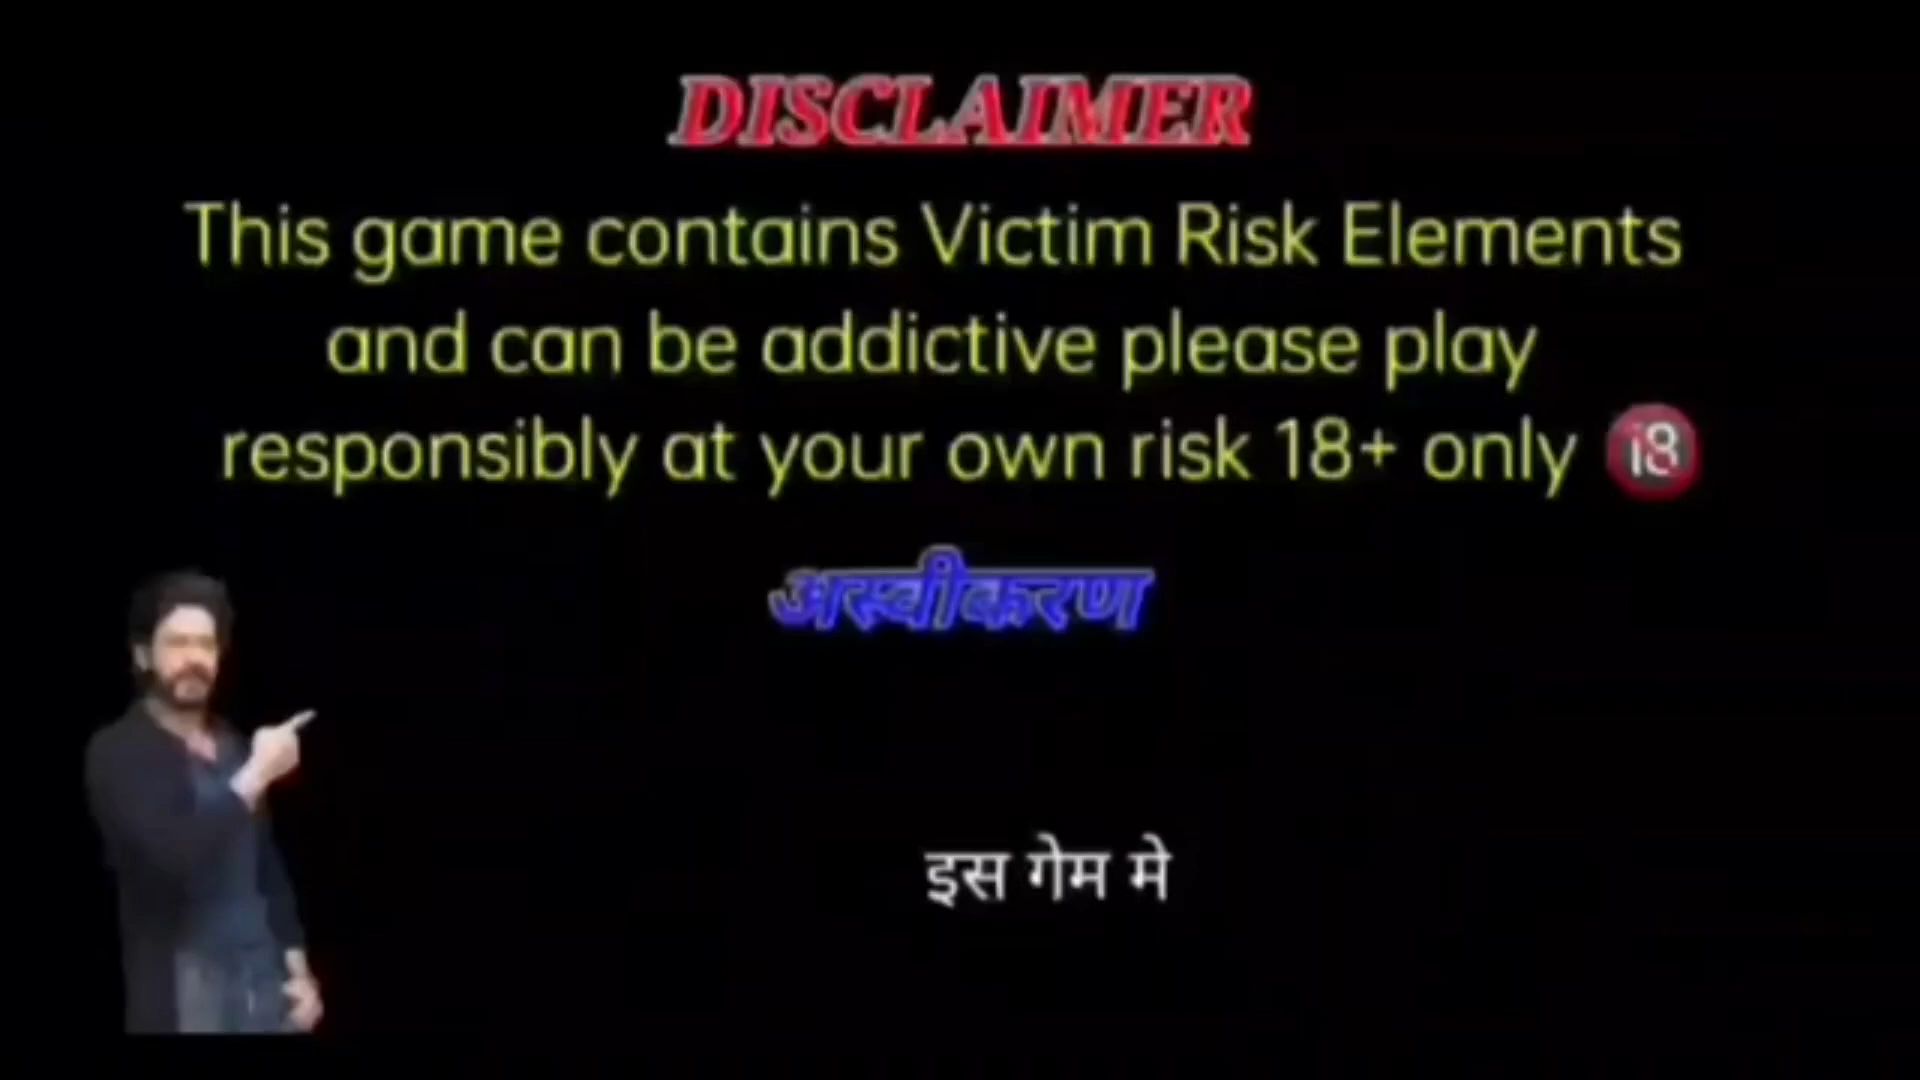 DISCLAIMER
This game contains Victim Risk Elements
and can be addictive please play
responsibly at your own risk 18+ only 🔞
अस्वीकरण
इस गेम मे